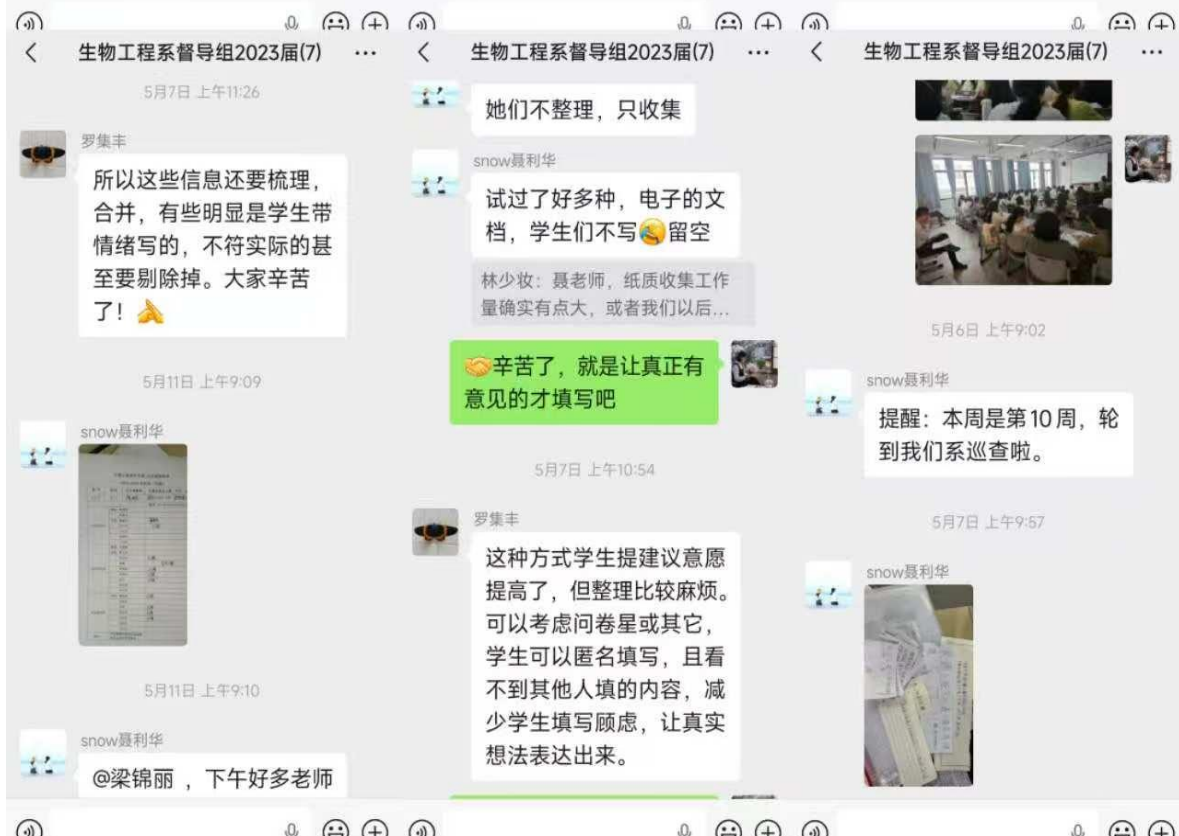 生物工程系督导组2023届(7)
5月7日 上午11:26
罗集丰
所以这些信息还要梳理，
合并，有些明显是学生带
情绪写的，不符实际的甚
至要剔除掉。大家辛苦
了！
5月11日 上午9:09
snow聂利华
5月11日 上午9:10
snow聂利华
@梁锦丽 ，下午好多老师
生物工程系督导组2023届(7)
她们不整理，只收集
snow聂利华
试过了好多种，电子的文
档，学生们不写🤣留空
林少妆：聂老师，纸质收集工作
量确实有点大，或者我们以后...
🤝辛苦了，就是让真正有
意见的才填写吧
5月7日 上午10:54
罗集丰
这种方式学生提建议意愿
提高了，但整理比较麻烦。
可以考虑问卷星或其它，
学生可以匿名填写，且看
不到其他人填的内容，减
少学生填写顾虑，让真实
想法表达出来。
生物工程系督导组2023届(7)
5月6日 上午9:02
snow聂利华
提醒：本周是第10周，轮
到我们系巡查啦。
5月7日 上午9:57
snow聂利华